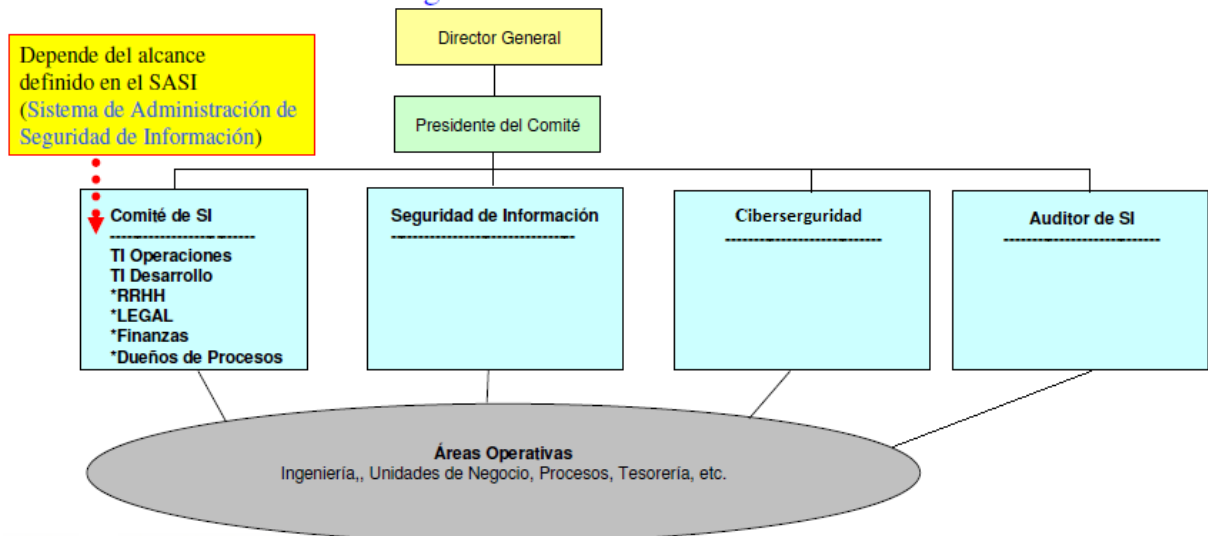 Director General
Depende del alcance
definido en el SASI
(Sistema de Administración de
Seguridad de Información)
Presidente del Comité
Comité de SI
--------------------------
TI Operaciones
TI Desarrollo
*RRHH
*LEGAL
*Finanzas
*Dueños de Procesos
Seguridad de Información
---------------------------------
Ciberserguridad
----------------------------
Auditor de SI
----------------------------
Áreas Operativas
Ingeniería,, Unidades de Negocio, Procesos, Tesorería, etc.